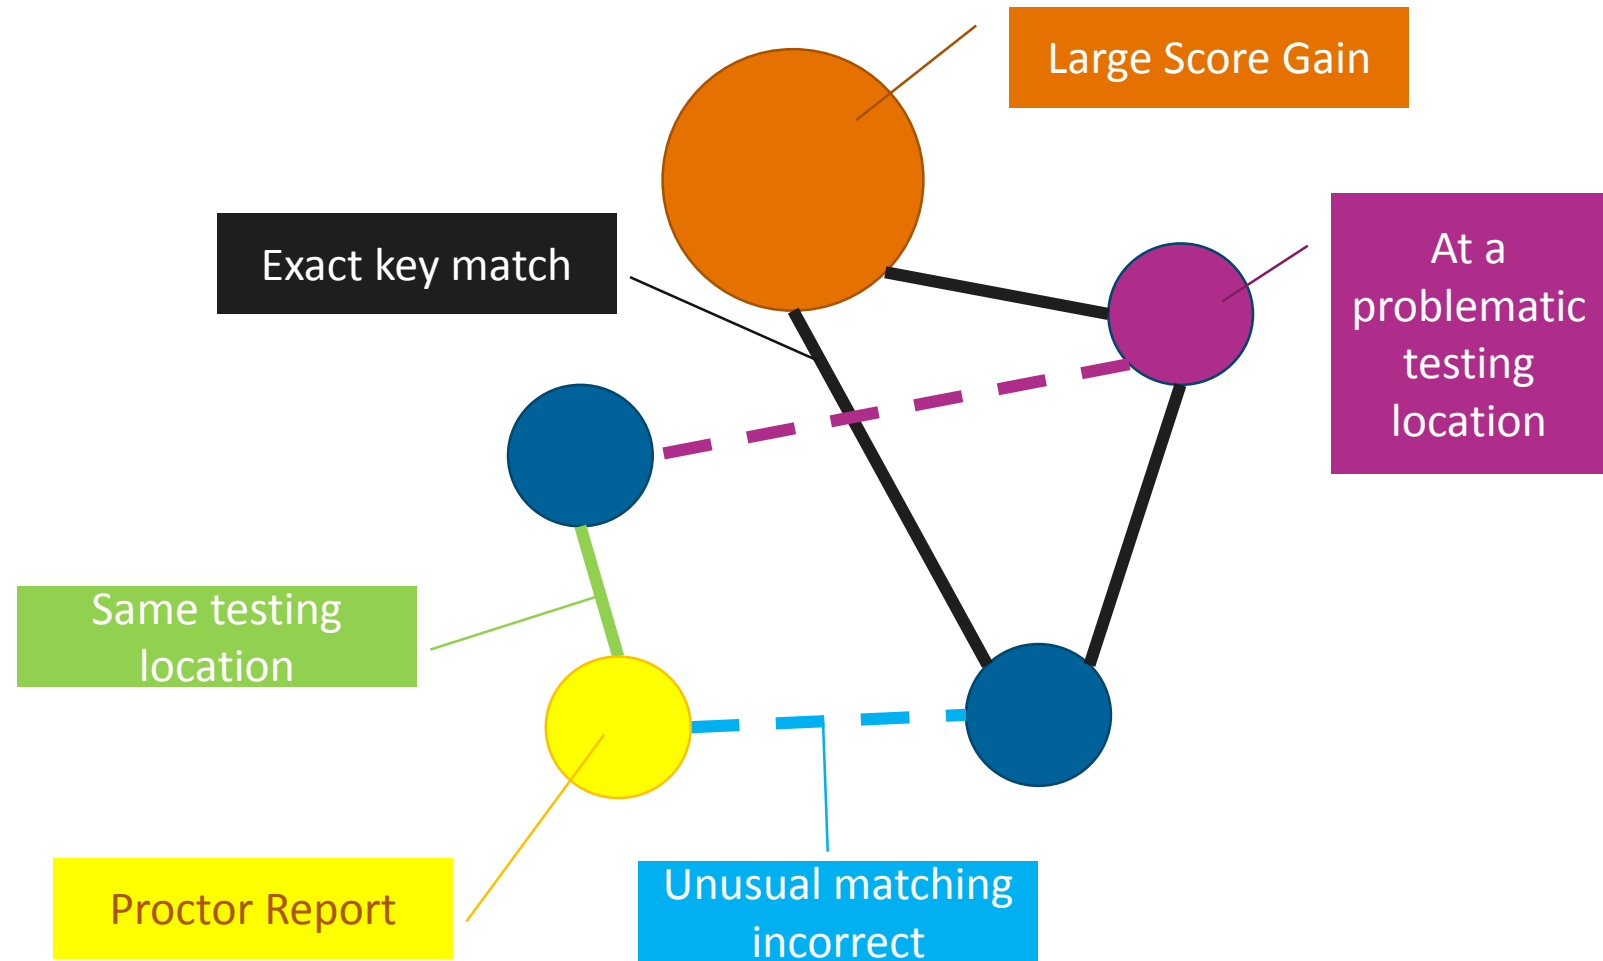 Large Score Gain
Exact key match
At a
problematic
testing
location
Same testing
location
Proctor Report
Unusual matching
incorrect